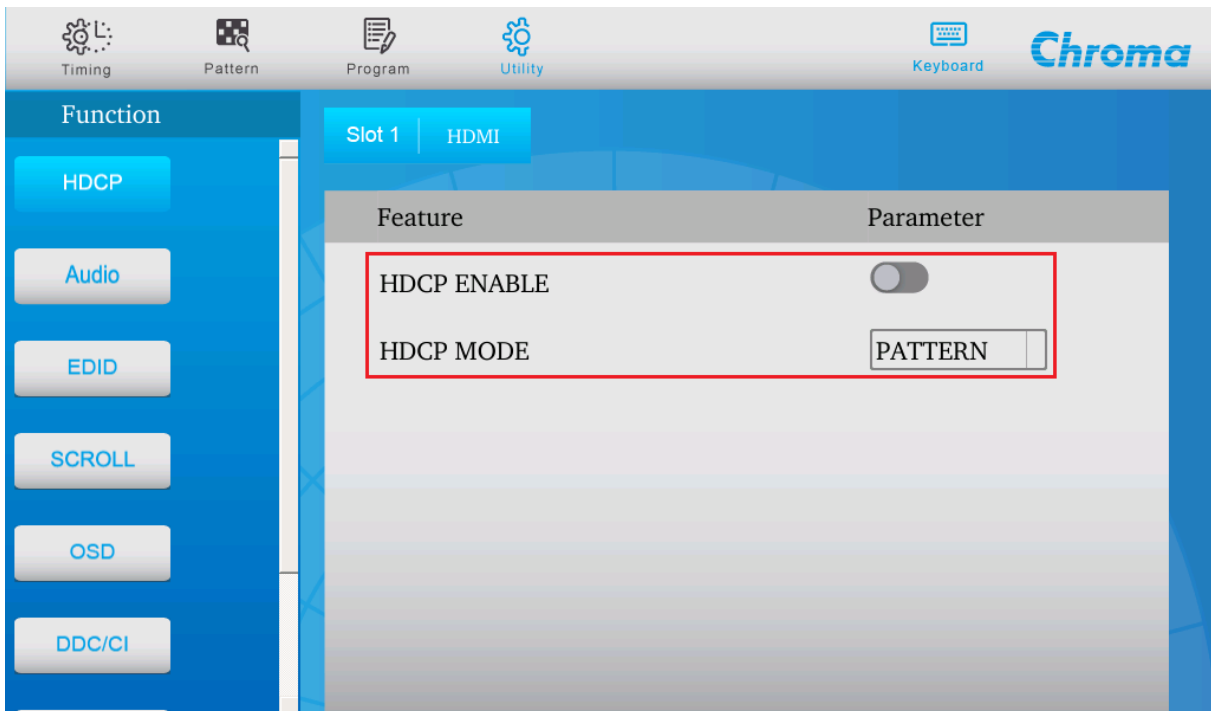 Timing Pattern Program Utility Keyboard Chroma
Function
Slot 1 HDMI
HDCP
Feature Parameter
Audio
HDCP ENABLE
HDCP MODE PATTERN
EDID
SCROLL
OSD
DDC/CI